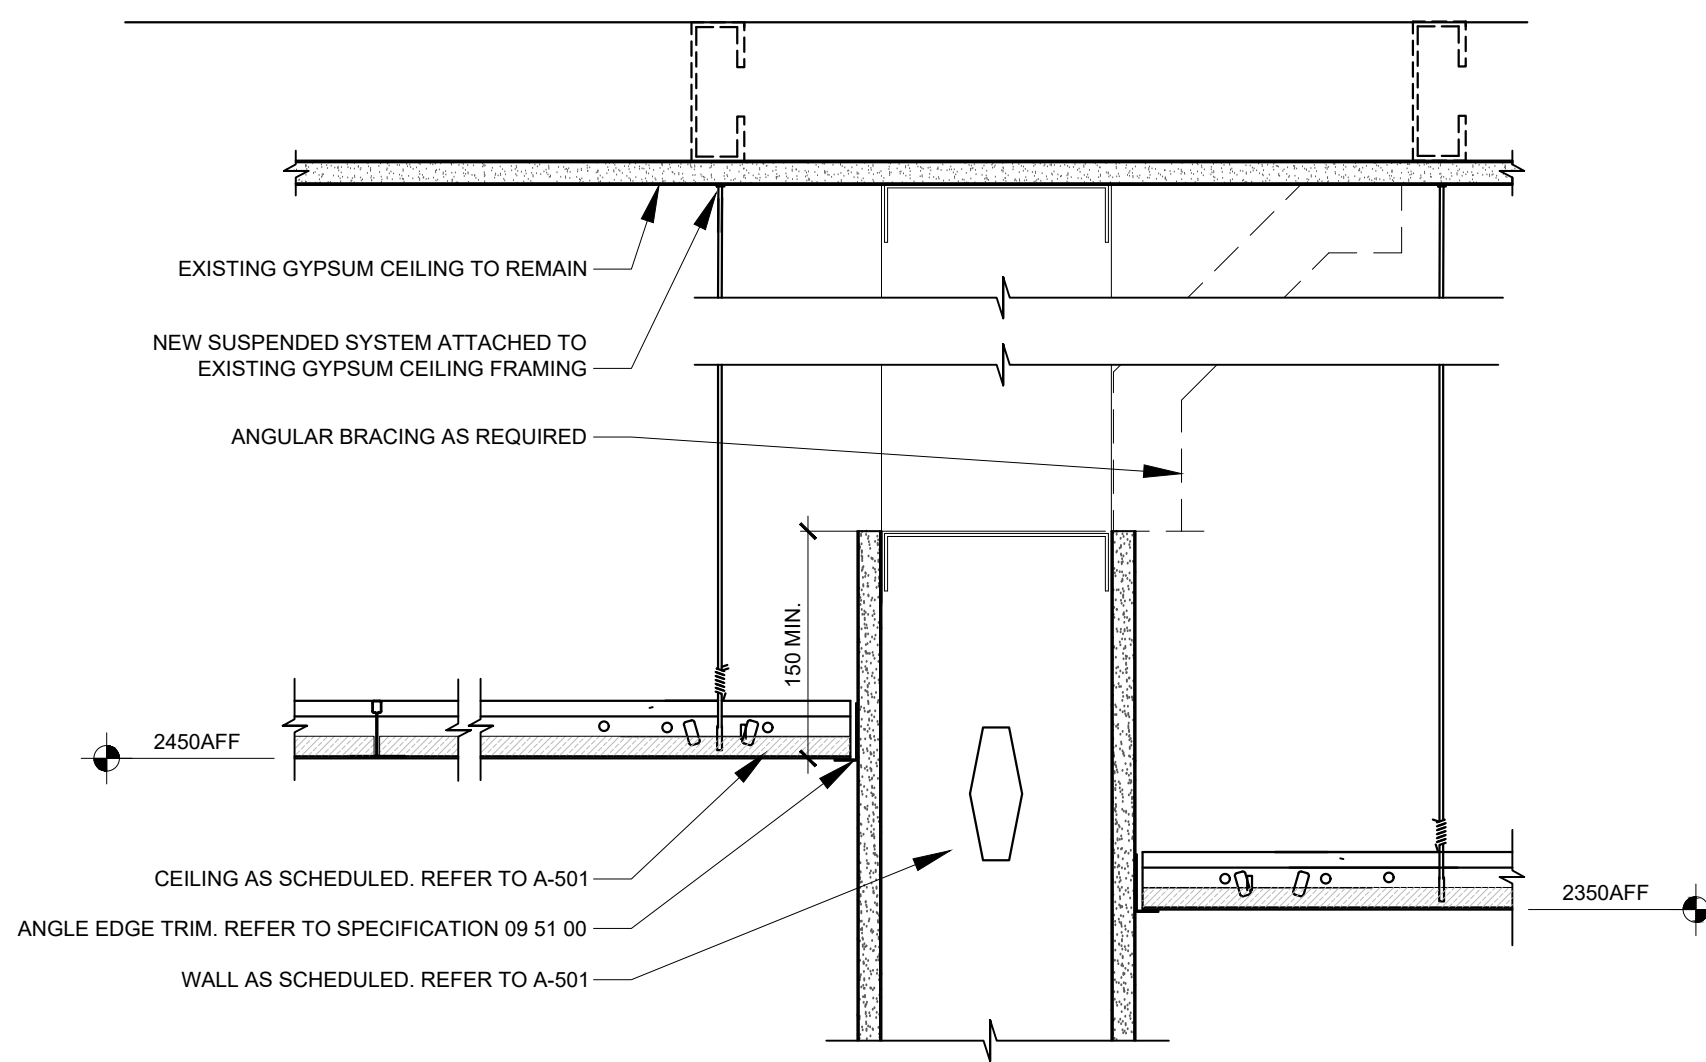 EXISTING GYPSUM CEILING TO REMAIN
NEW SUSPENDED SYSTEM ATTACHED TO
EXISTING GYPSUM CEILING FRAMING
ANGULAR BRACING AS REQUIRED
150 MIN.
2450AFF
CEILING AS SCHEDULED. REFER TO A-501
2350AFF
ANGLE EDGE TRIM. REFER TO SPECIFICATION 09 51 00
WALL AS SCHEDULED. REFER TO A-501